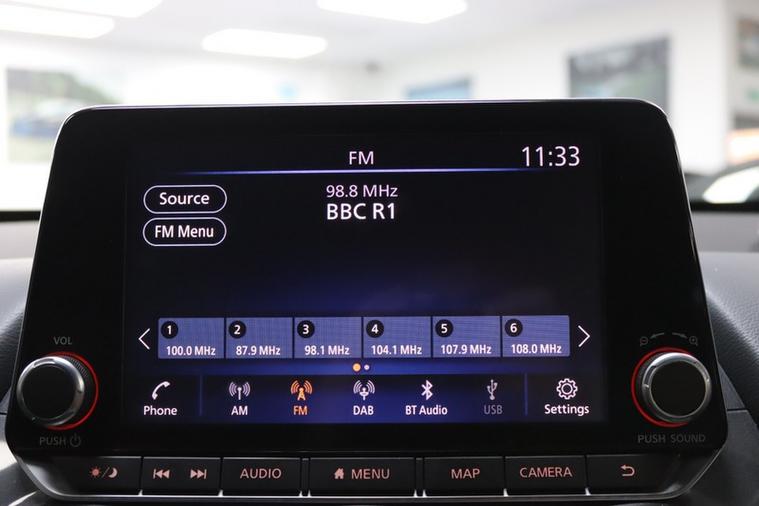 FM 11:33
Source 98.8 MHz
BBC R1
FM Menu
1 2 3 4 5 6
100.0 MHz 87.9 MHz 98.1 MHz 104.1 MHz 107.9 MHz 108.0 MHz
Phone AM FM DAB BT Audio USB Settings
VOL
PUSH
PUSH SOUND
AUDIO MENU MAP CAMERA